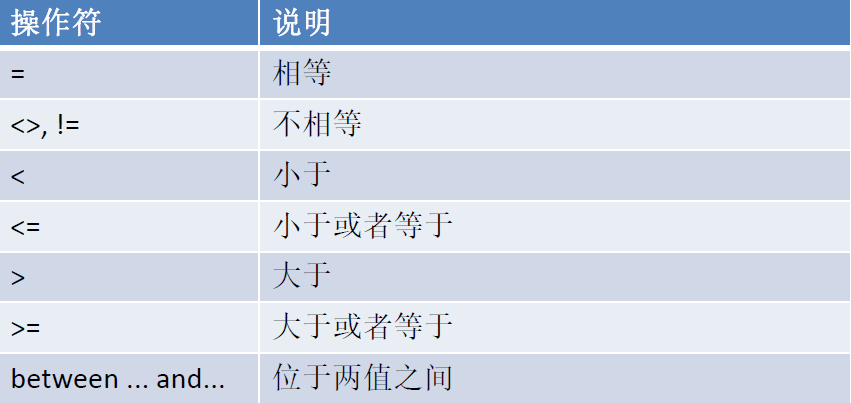 操作符 说明
= 相等
<>, != 不相等
< 小于
<= 小于或者等于
> 大于
>= 大于或者等于
between ... and... 位于两值之间